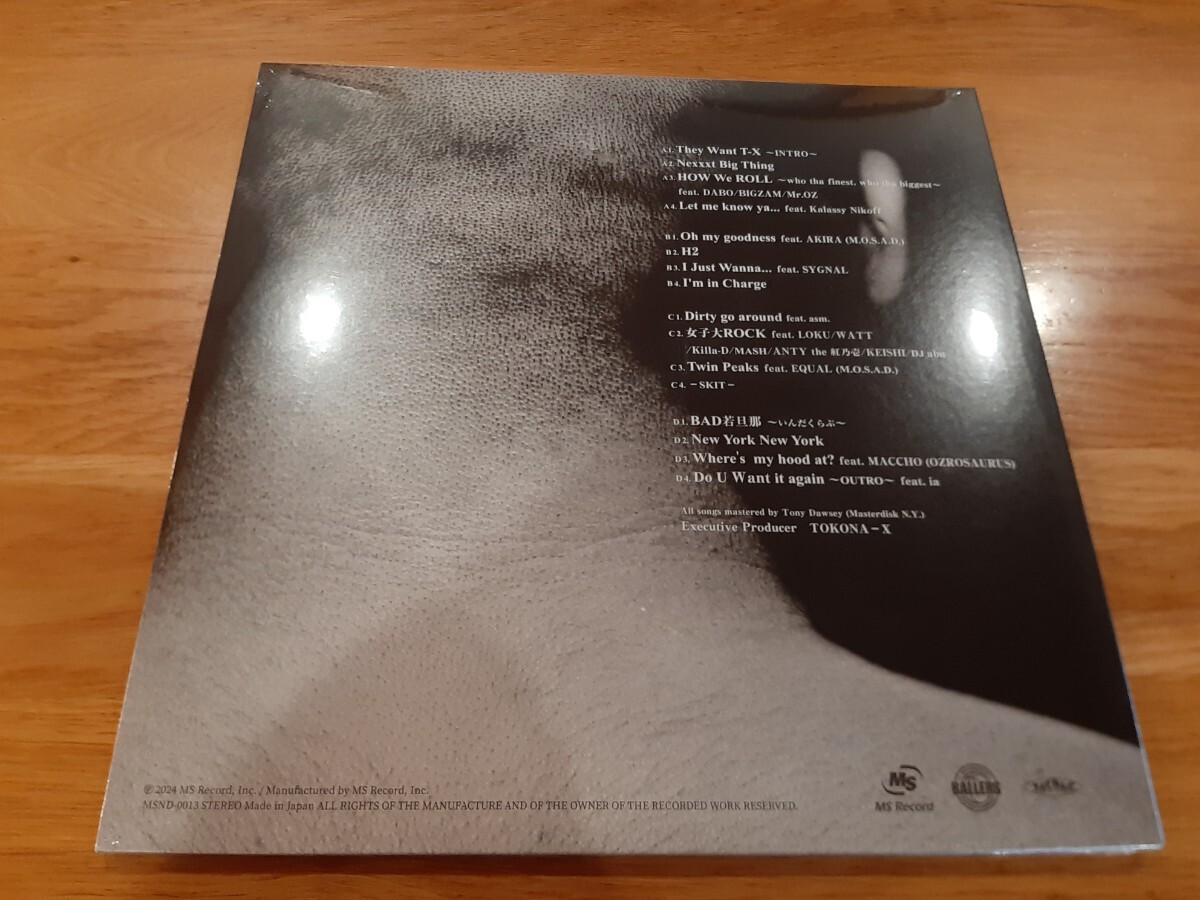 A1. They Want T-X ～INTRO～
A2. Nexxxt Big Thing
A3. HOW We ROLL ～who tha finest, who tha biggest～
feat. DABO/BIGZAM/Mr.OZ
A4. Let me know ya... feat. Kalassy Nikoff
B1. Oh my goodness feat. AKIRA (M.O.S.A.D.)
B2. H2
B3. I Just Wanna... feat. SYGNAL
B4. I'm in Charge
C1. Dirty go around feat. asm.
C2. 女子大ROCK feat. LOKU/WATT
/Killa-D/MASH/ANTY the 紅乃壱/KEISHI/DJ
C3. Twin Peaks feat. EQUAL (M.O.S.A.D.)
C4. －SKIT－
D1. BAD若旦那 ～いんだくらぶ～
D2. New York New York
D3. Where's my hood at? feat. MACCHO (OZROSAURUS)
D4. Do U Want it again ～OUTRO～ feat. ia
All songs mastered by Tony Dawsey (Masterdisk N.Y.)
Executive Producer TOKONA－X
℗ 2024 MS Record, Inc. / Manufactured by MS Record, Inc.
MSND-0013 STEREO Made in Japan ALL RIGHTS OF THE MANUFACTURE AND OF THE OWNER OF THE RECORDED WORK RESERVED.
MS
MS Record
BALLERS